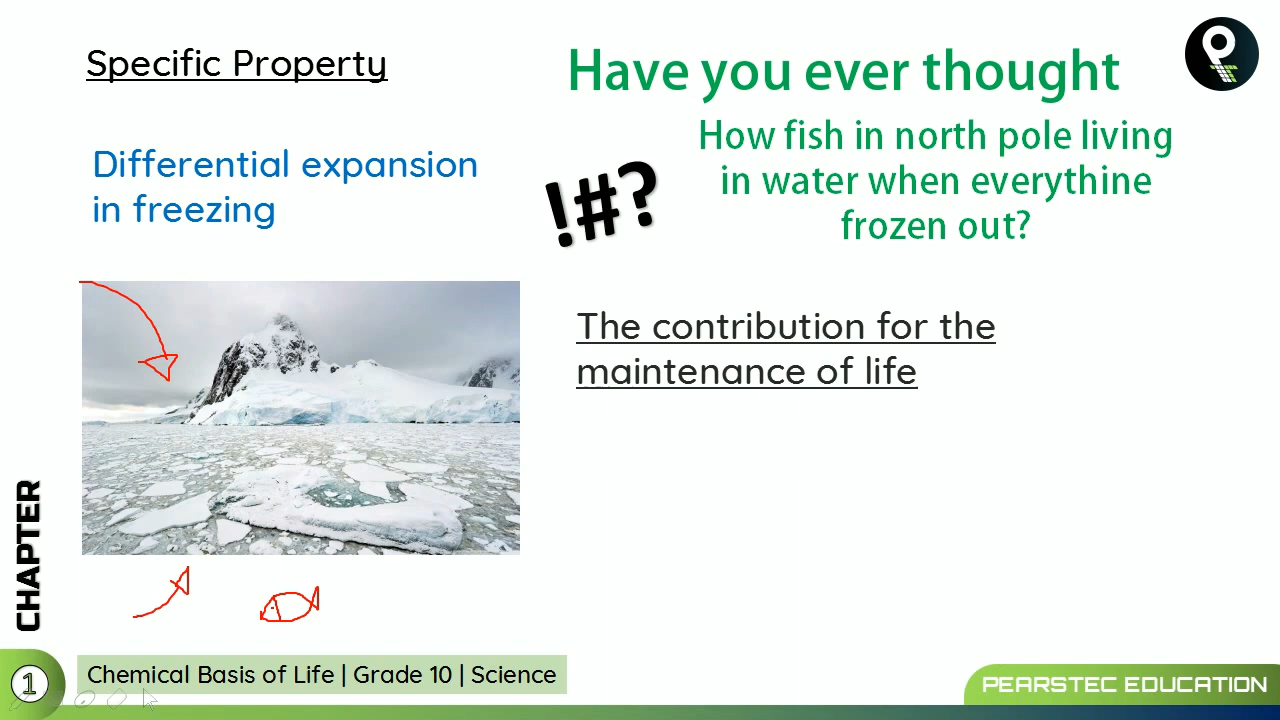 Specific Property
Have you ever thought
How fish in north pole living
in water when everythine
frozen out?
Differential expansion
in freezing
!#?
The contribution for the
maintenance of life
CHAPTER
1
Chemical Basis of Life | Grade 10 | Science
PEARSTEC EDUCATION